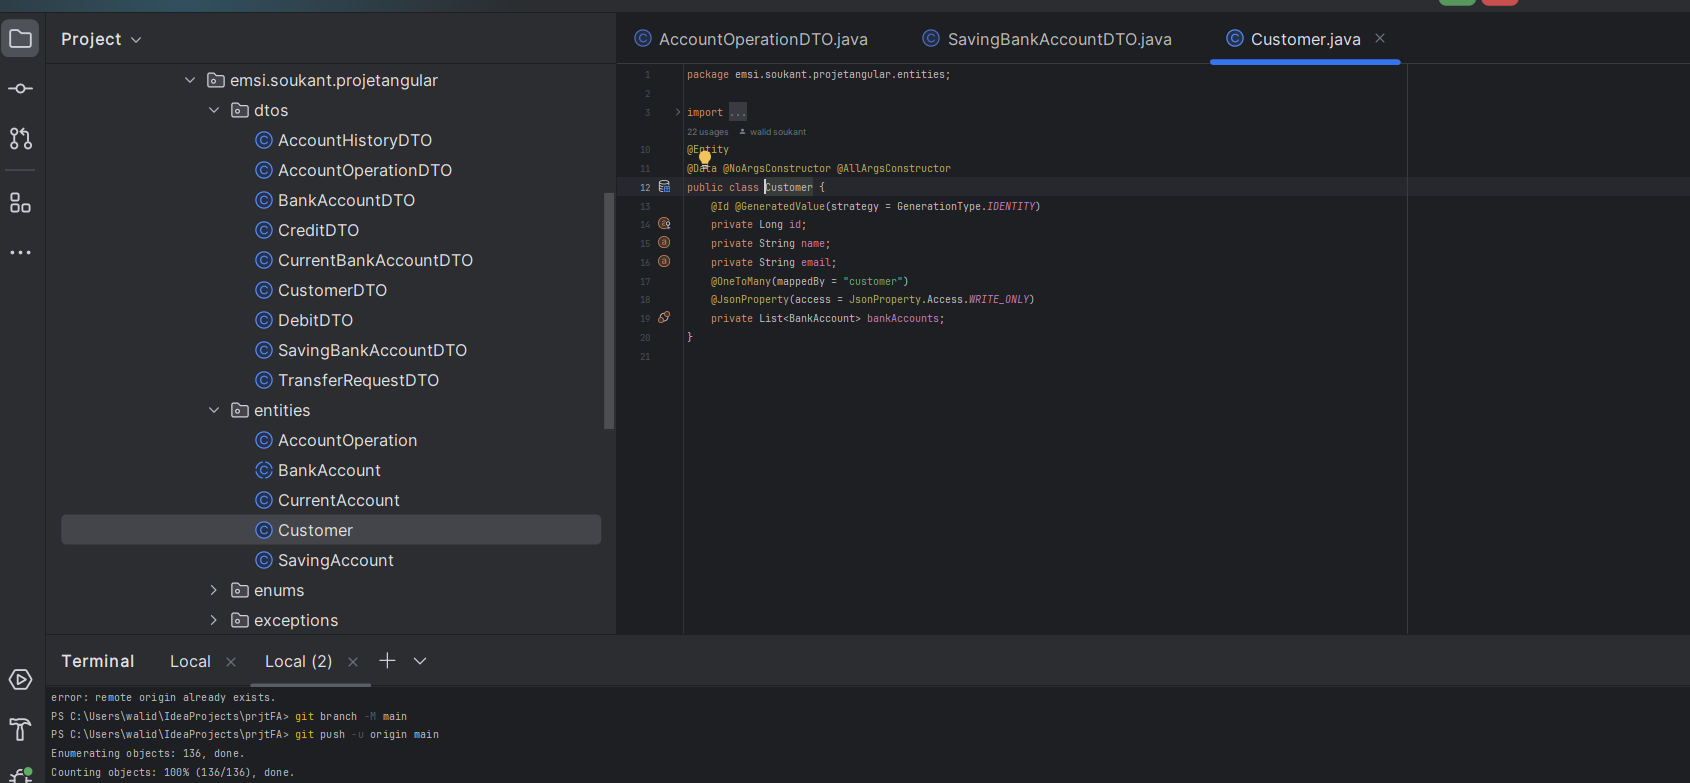 Project
emsi.soukant.projetangular
dtos
AccountHistoryDTO
AccountOperationDTO
BankAccountDTO
CreditDTO
CurrentBankAccountDTO
CustomerDTO
DebitDTO
SavingBankAccountDTO
TransferRequestDTO
entities
AccountOperation
BankAccount
CurrentAccount
Customer
SavingAccount
enums
exceptions
AccountOperationDTO.java
SavingBankAccountDTO.java
Customer.java
1 package emsi.soukant.projetangular.entities;
2
3 import ...
22 usages walid soukant
10 @Entity
11 @Data @NoArgsConstructor @AllArgsConstructor
12 public class Customer {
13 @Id @GeneratedValue(strategy = GenerationType.IDENTITY)
14 private Long id;
15 private String name;
16 private String email;
17 @OneToMany(mappedBy = "customer")
18 @JsonProperty(access = JsonProperty.Access.WRITE_ONLY)
19 private List<BankAccount> bankAccounts;
20 }
21
Terminal Local Local (2)
error: remote origin already exists.
PS C:\Users\walid\IdeaProjects\prjtFA> git branch -M main
PS C:\Users\walid\IdeaProjects\prjtFA> git push -u origin main
Enumerating objects: 136, done.
Counting objects: 100% (136/136), done.